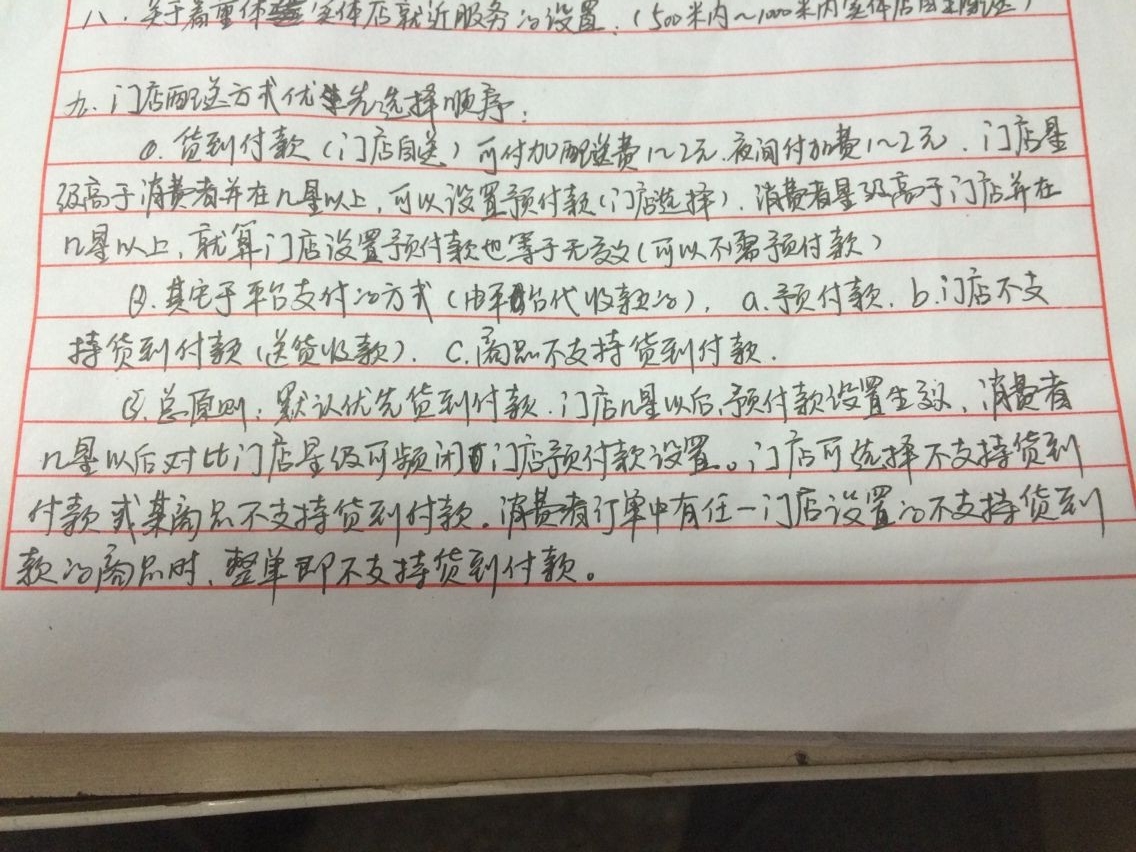 八、关于着重体实体店就近服务的设置.(500米内~1000米内实体店
九、门店配送方式优先选择顺序:
①.货到付款(门店自送)可付加配送费1~2元.夜间付加费1~2元.门店星
级高于消费者并在几星以上,可以设置预付款(门店选择).消费者星级高于门店并在
几星以上,就算门店设置预付款也等于无效(可以不需预付款)
②.其宅于平台支付的方式(由平台代收款的),a.预付款.b.门店不支
持货到付款(送货收款).C.商品不支持货到付款.
③.总原则:默认优先货到付款.门店n星以后,预付款设置生效,消费者
n星以后对比门店星级可频闭门店预付款设置。门店可选择不支持货到
付款或某商品不支持货到付款。消费者订单中有任一门店设置的不支持货到
款的商品时,整单即不支持货到付款。